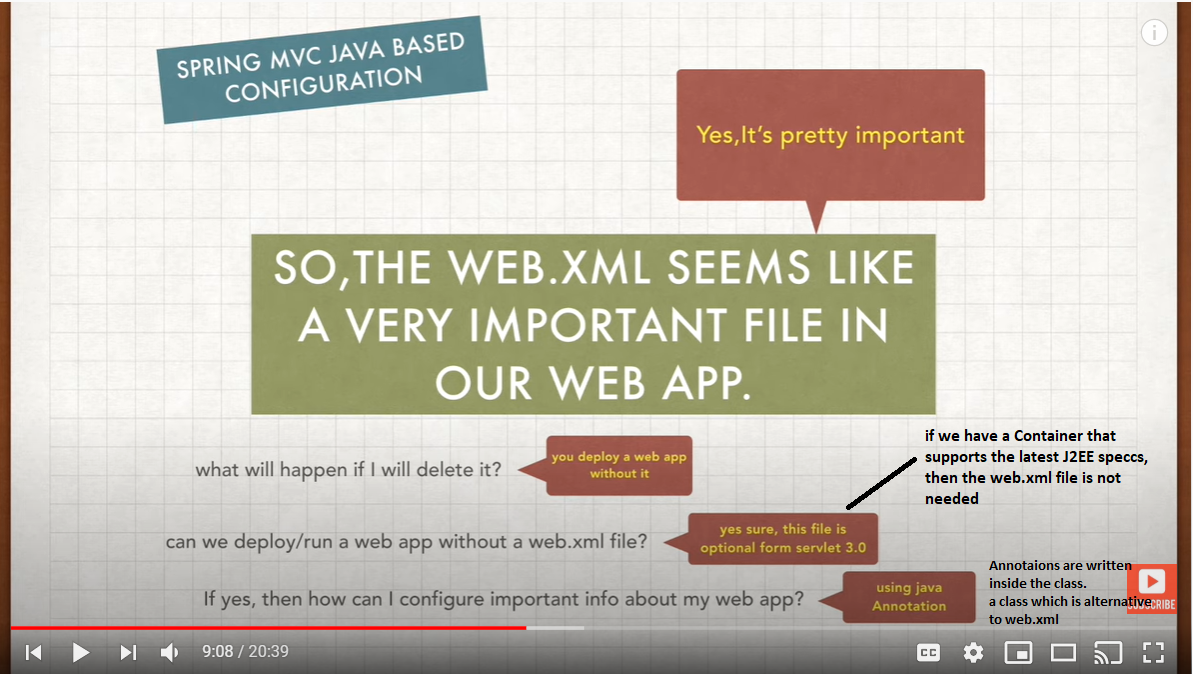 SPRING MVC JAVA BASED
CONFIGURATION
Yes,It's pretty important
SO,THE WEB.XML SEEMS LIKE
A VERY IMPORTANT FILE IN
OUR WEB APP.
what will happen if I will delete it?
you deploy a web app
without it
if we have a Container that
supports the latest J2EE speccs,
then the web.xml file is not
needed
can we deploy/run a web app without a web.xml file?
yes sure, this file is
optional form servlet 3.0
If yes, then how can I configure important info about my web app?
using java
Annotation
Annotaions are written
inside the class.
a class which is alternative
to web.xml
9:08 / 20:39
CC